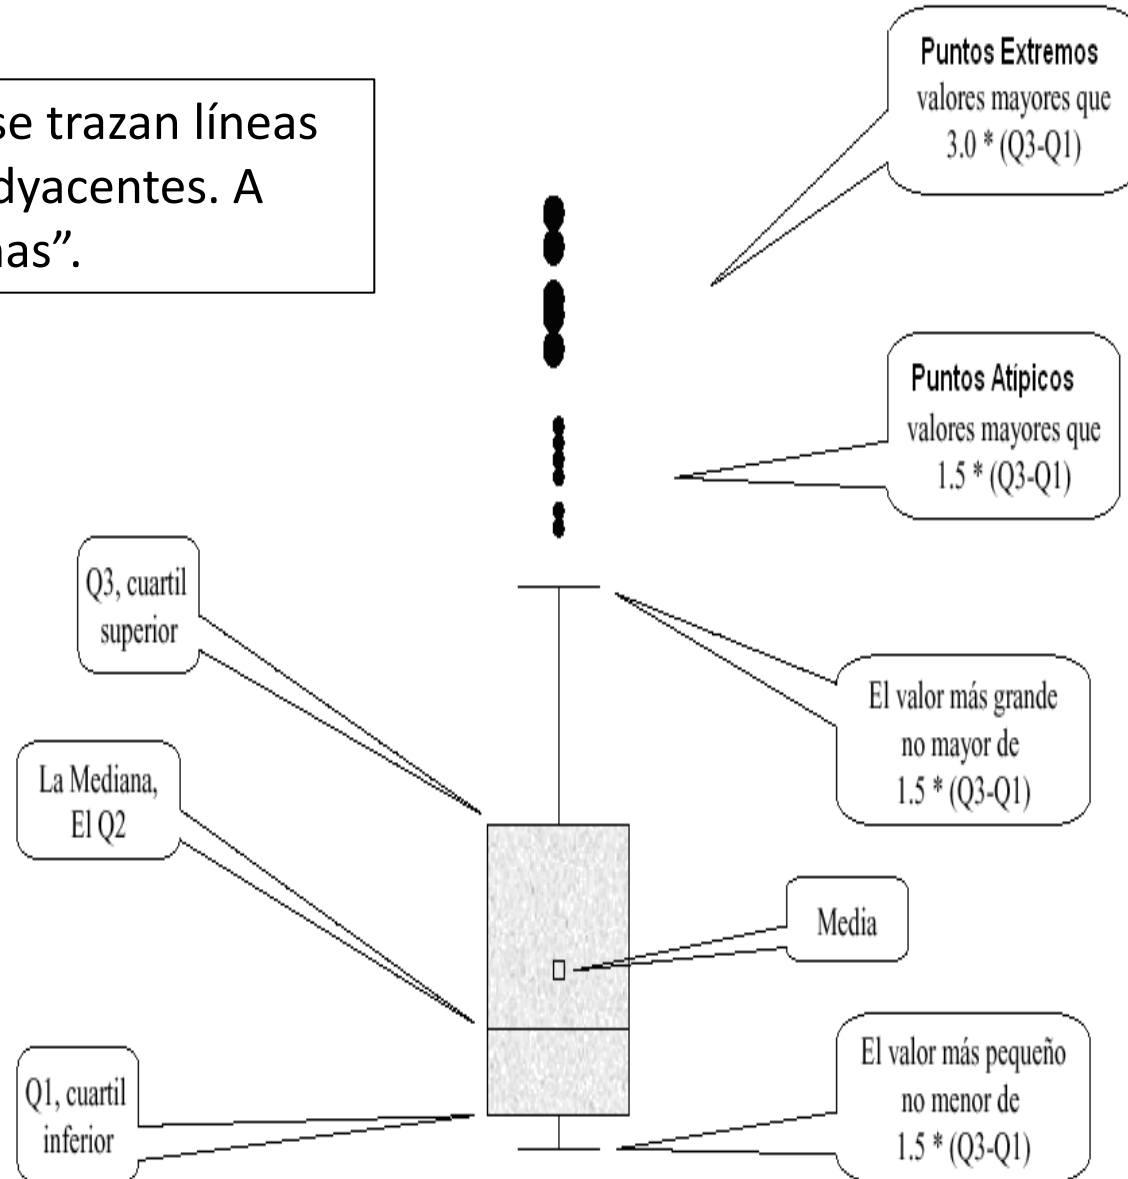 se trazan líneas
dyacentes. A
nas”.
Puntos Extremos
valores mayores que
3.0 * (Q3-Q1)
Puntos Atípicos
valores mayores que
1.5 * (Q3-Q1)
Q3, cuartil
superior
El valor más grande
no mayor de
1.5 * (Q3-Q1)
La Mediana,
El Q2
Media
Q1, cuartil
inferior
El valor más pequeño
no menor de
1.5 * (Q3-Q1)